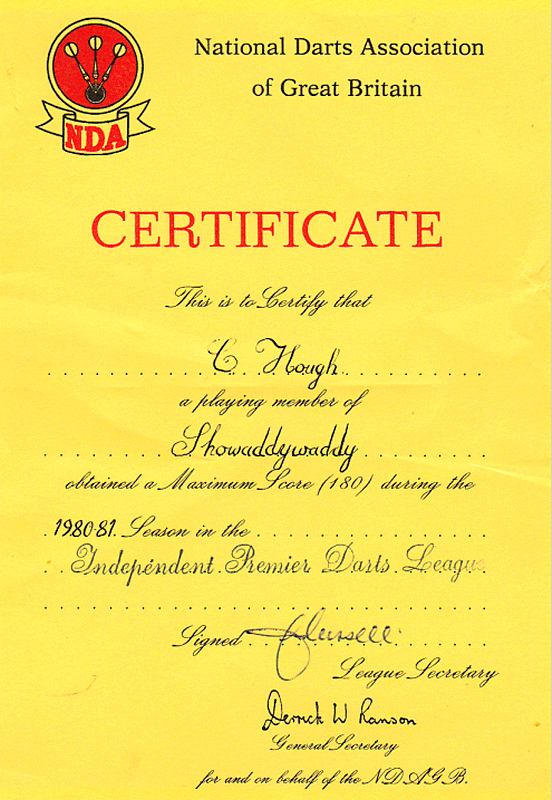 NDA
National Darts Association
of Great Britain
CERTIFICATE
This is to Certify that
C Hough
a playing member of
Showaddywaddy
obtained a Maximum Score (180) during the
1980-81. Season in the
Independent Premier Darts League
Signed
League Secretary
Derrick W Ranson
General Secretary
for and on behalf of the N.D.A.G.B.